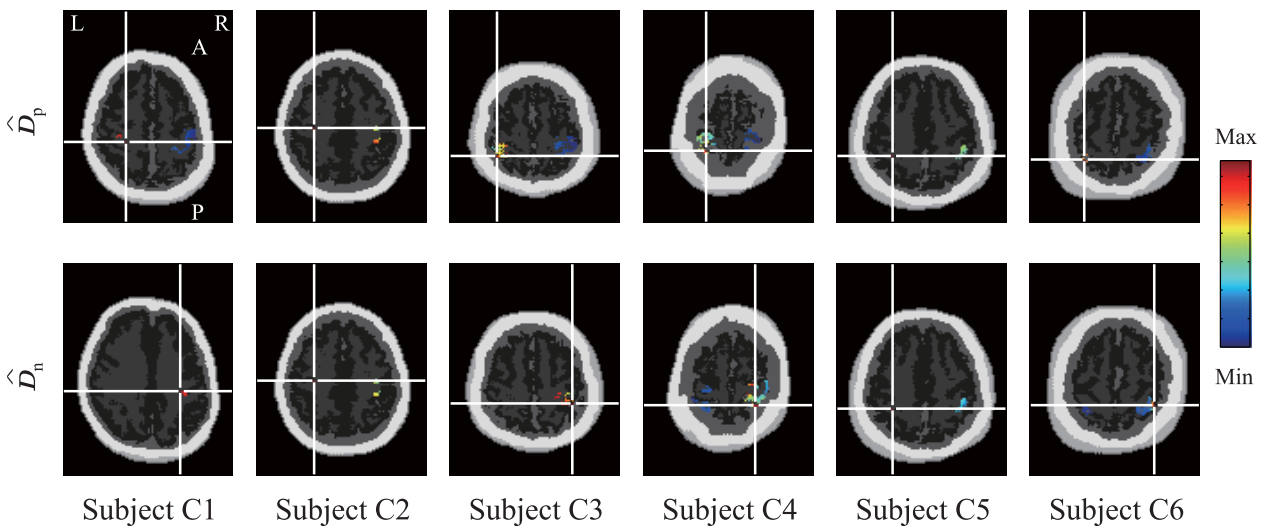 L R
A
P
D̂p
Max
Min
D̂n
Subject C1 Subject C2 Subject C3 Subject C4 Subject C5 Subject C6